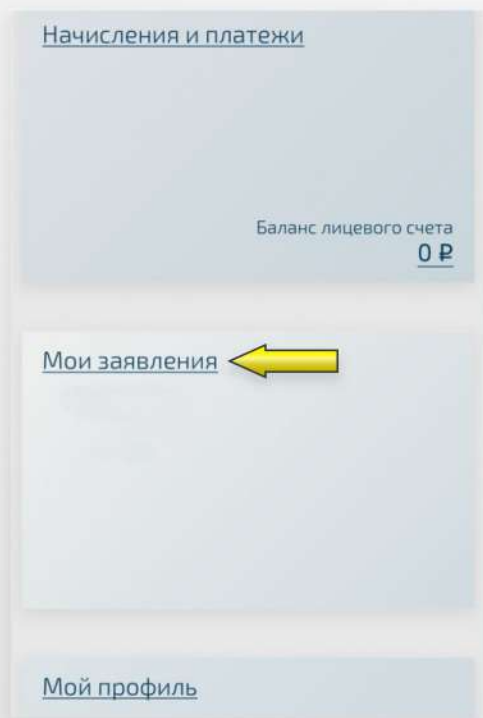 Начисления и платежи
Баланс лицевого счета
0 ₽
Мои заявления
Мой профиль